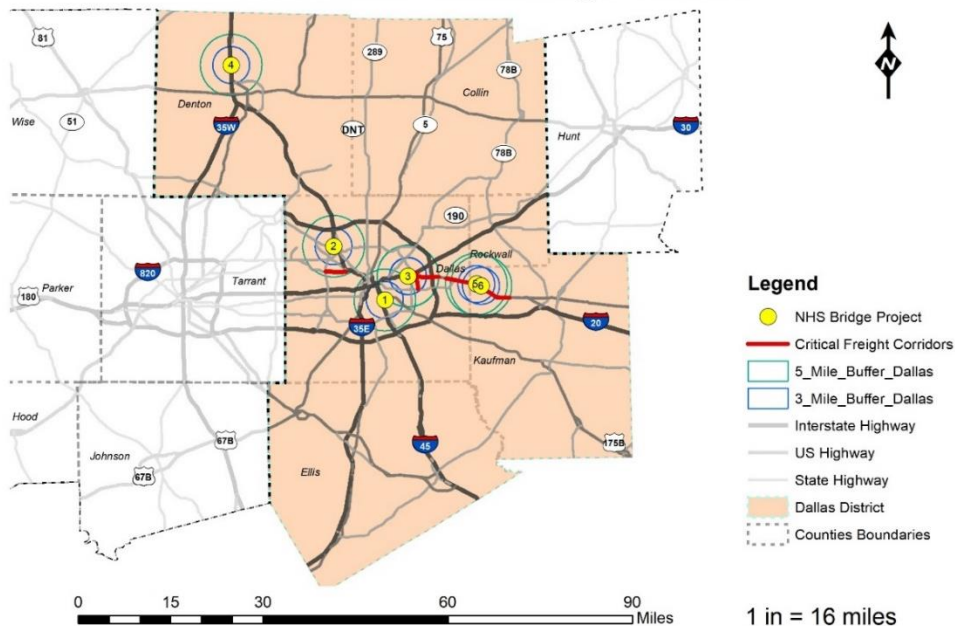 81
75
289
78B
4
Denton
Collin
N
Wise
51
35W
DNT
5
Hunt
30
78B
190
2
Rockwall
820
Dallas
Parker
Tarrant
3
56
180
1
35E
20
Kaufman
Hood
67B
45
175B
Johnson
67B
Ellis
Legend
NHS Bridge Project
Critical Freight Corridors
5_Mile_Buffer_Dallas
3_Mile_Buffer_Dallas
Interstate Highway
US Highway
State Highway
Dallas District
Counties Boundaries
0 15 30 60 90
Miles
1 in = 16 miles